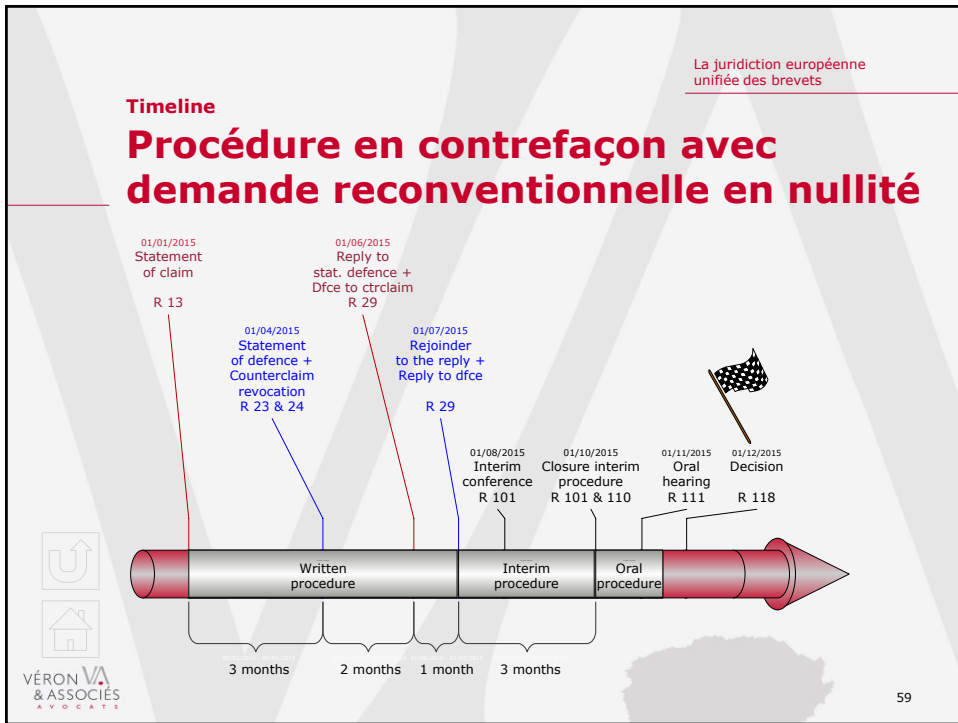 La juridiction européenne
unifiée des brevets
Timeline
Procédure en contrefaçon avec
demande reconventionnelle en nullité
01/01/2015
Statement
of claim
R 13
01/06/2015
Reply to
stat. defence +
Dfce to ctrclaim
R 29
01/04/2015
Statement
of defence +
Counterclaim
revocation
R 23 & 24
01/07/2015
Rejoinder
to the reply +
Reply to dfce
R 29
01/08/2015
Interim
conference
R 101
01/10/2015
Closure interim
procedure
R 101 & 110
01/11/2015
Oral
hearing
R 111
01/12/2015
Decision
R 118
Written
procedure
Interim
procedure
Oral
procedure
3 months
2 months
1 month
3 months
VÉRON VA
& ASSOCIÉS
AVOCATS
59